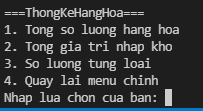 ===ThongKeHangHoa===
1. Tong so luong hang hoa
2. Tong gia tri nhap kho
3. So luong tung loai
4. Quay lai menu chinh
Nhap lua chon cua ban: